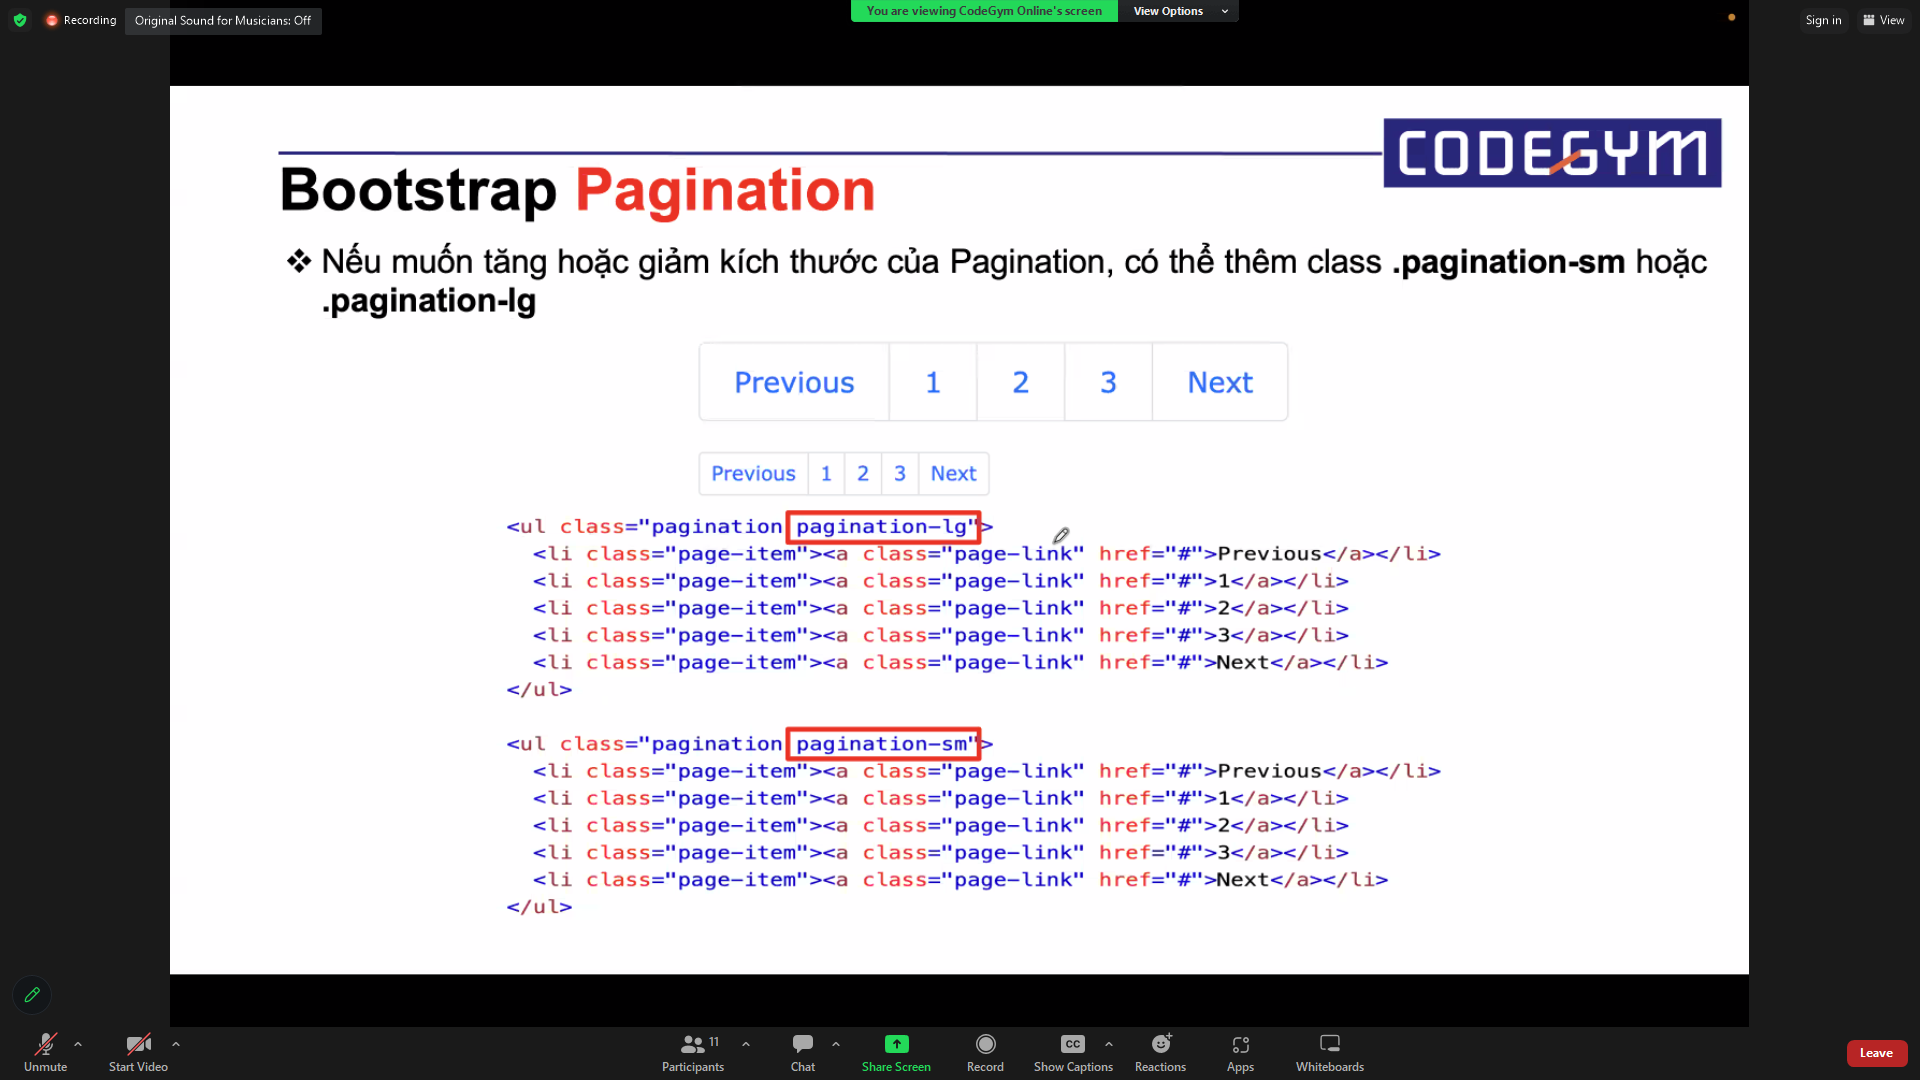 Recording
Original Sound for Musicians: Off
You are viewing CodeGym Online's screen
View Options
Sign in
View
CODEGYM
Bootstrap Pagination
❖ Nếu muốn tăng hoặc giảm kích thước của Pagination, có thể thêm class .pagination-sm hoặc
.pagination-lg
Previous 1 2 3 Next
Previous 1 2 3 Next
<ul class="pagination pagination-lg">
  <li class="page-item"><a class="page-link" href="#">Previous</a></li>
  <li class="page-item"><a class="page-link" href="#">1</a></li>
  <li class="page-item"><a class="page-link" href="#">2</a></li>
  <li class="page-item"><a class="page-link" href="#">3</a></li>
  <li class="page-item"><a class="page-link" href="#">Next</a></li>
</ul>
<ul class="pagination pagination-sm">
  <li class="page-item"><a class="page-link" href="#">Previous</a></li>
  <li class="page-item"><a class="page-link" href="#">1</a></li>
  <li class="page-item"><a class="page-link" href="#">2</a></li>
  <li class="page-item"><a class="page-link" href="#">3</a></li>
  <li class="page-item"><a class="page-link" href="#">Next</a></li>
</ul>
Unmute
Start Video
11
Participants
Chat
Share Screen
Record
CC
Show Captions
Reactions
Apps
Whiteboards
Leave